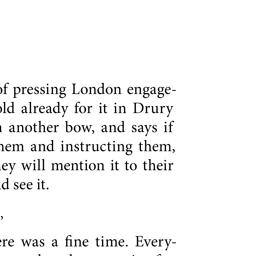 of pressing London engage-
old already for it in Drury
another bow, and says if
hem and instructing them,
hey will mention it to their
d see it.
”
ere was a fine time. Every-